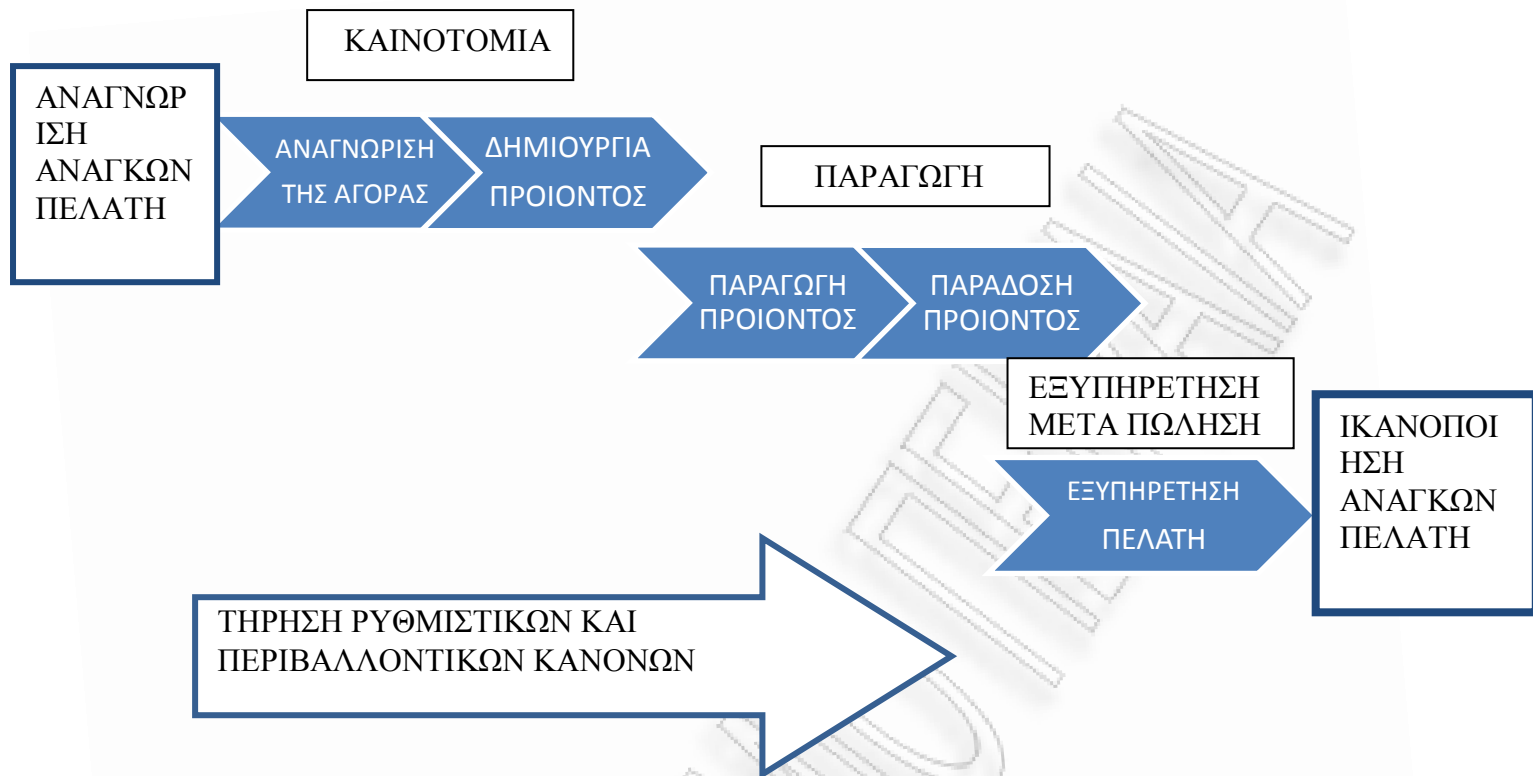 ΚΑΙΝΟΤΟΜΙΑ
ΑΝΑΓΝΩΡ
ΙΣΗ
ΑΝΑΓΚΩΝ
ΠΕΛΑΤΗ
ΑΝΑΓΝΩΡΙΣΗ
ΤΗΣ ΑΓΟΡΑΣ
ΔΗΜΙΟΥΡΓΙΑ
ΠΡΟΙΟΝΤΟΣ
ΠΑΡΑΓΩΓΗ
ΠΑΡΑΓΩΓΗ
ΠΡΟΙΟΝΤΟΣ
ΠΑΡΑΔΟΣΗ
ΠΡΟΙΟΝΤΟΣ
ΕΞΥΠΗΡΕΤΗΣΗ
ΜΕΤΑ ΠΩΛΗΣΗ
ΕΞΥΠΗΡΕΤΗΣΗ
ΠΕΛΑΤΗ
ΙΚΑΝΟΠΟΙ
ΗΣΗ
ΑΝΑΓΚΩΝ
ΠΕΛΑΤΗ
ΤΗΡΗΣΗ ΡΥΘΜΙΣΤΙΚΩΝ ΚΑΙ
ΠΕΡΙΒΑΛΛΟΝΤΙΚΩΝ ΚΑΝΟΝΩΝ